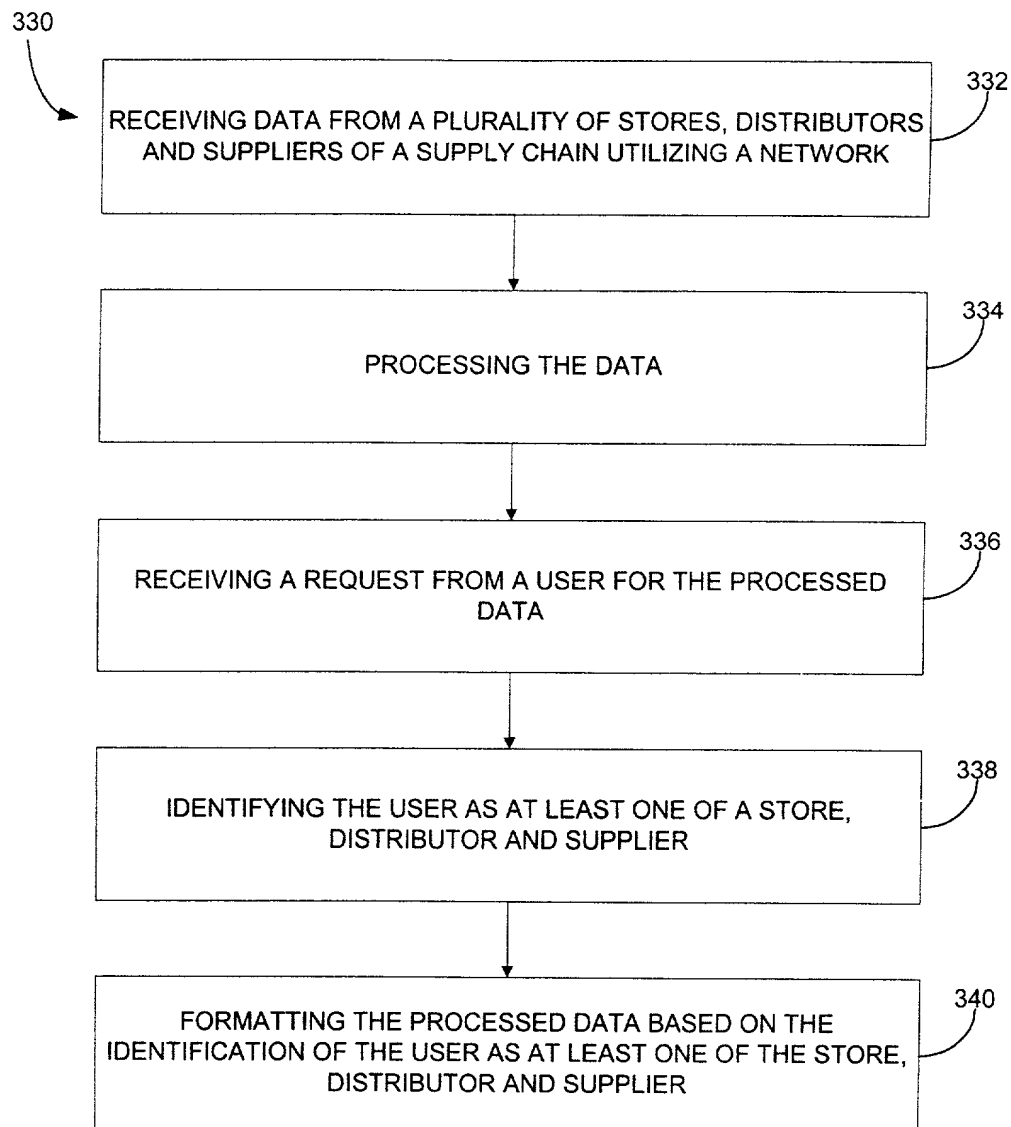 330
RECEIVING DATA FROM A PLURALITY OF STORES, DISTRIBUTORS
AND SUPPLIERS OF A SUPPLY CHAIN UTILIZING A NETWORK
332
PROCESSING THE DATA
334
RECEIVING A REQUEST FROM A USER FOR THE PROCESSED
DATA
336
IDENTIFYING THE USER AS AT LEAST ONE OF A STORE,
DISTRIBUTOR AND SUPPLIER
338
FORMATTING THE PROCESSED DATA BASED ON THE
IDENTIFICATION OF THE USER AS AT LEAST ONE OF THE STORE,
DISTRIBUTOR AND SUPPLIER
340